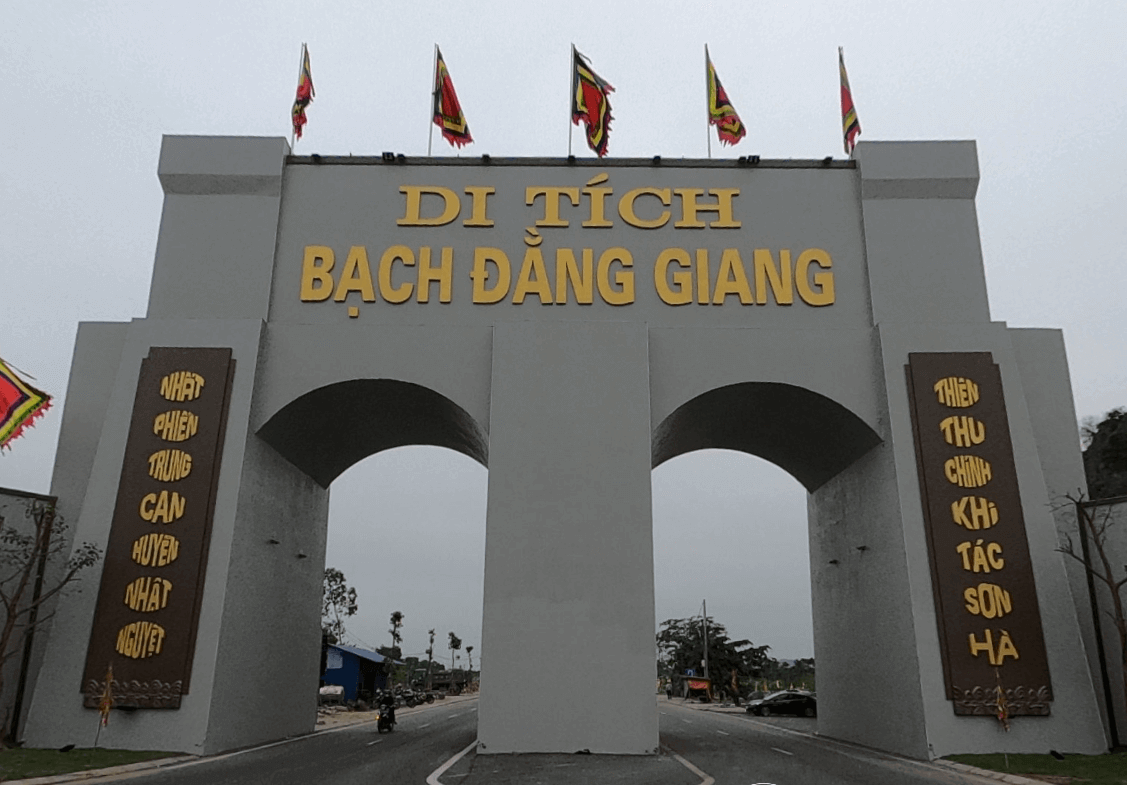 DI TÍCH
BẠCH ĐẰNG GIANG
NHẤT
PHIẾN
TRUNG
CAN
HUYỀN
NHẬT
NGUYỆT
THIÊN
THU
CHÍNH
KHÍ
TÁC
SƠN
HÀ